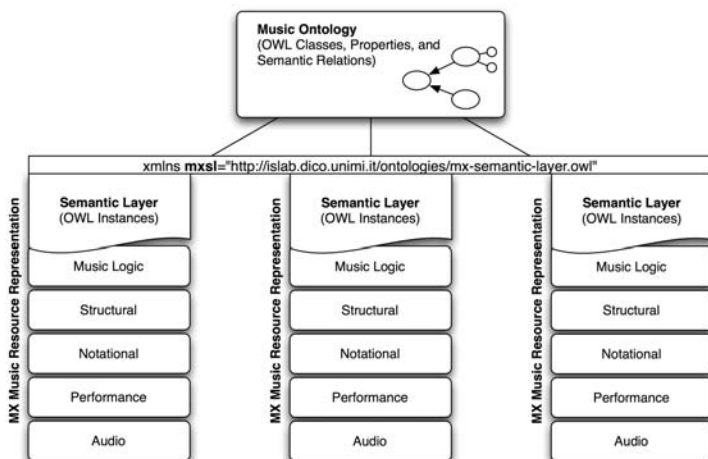 Music Ontology
(OWL Classes, Properties, and
Semantic Relations)
xmlns mxsl="http://islab.dico.unimi.it/ontologies/mx-semantic-layer.owl"
MX Music Resource Representation
Semantic Layer
(OWL Instances)
Music Logic
Structural
Notational
Performance
Audio
MX Music Resource Representation
Semantic Layer
(OWL Instances)
Music Logic
Structural
Notational
Performance
Audio
MX Music Resource Representation
Semantic Layer
(OWL Instances)
Music Logic
Structural
Notational
Performance
Audio